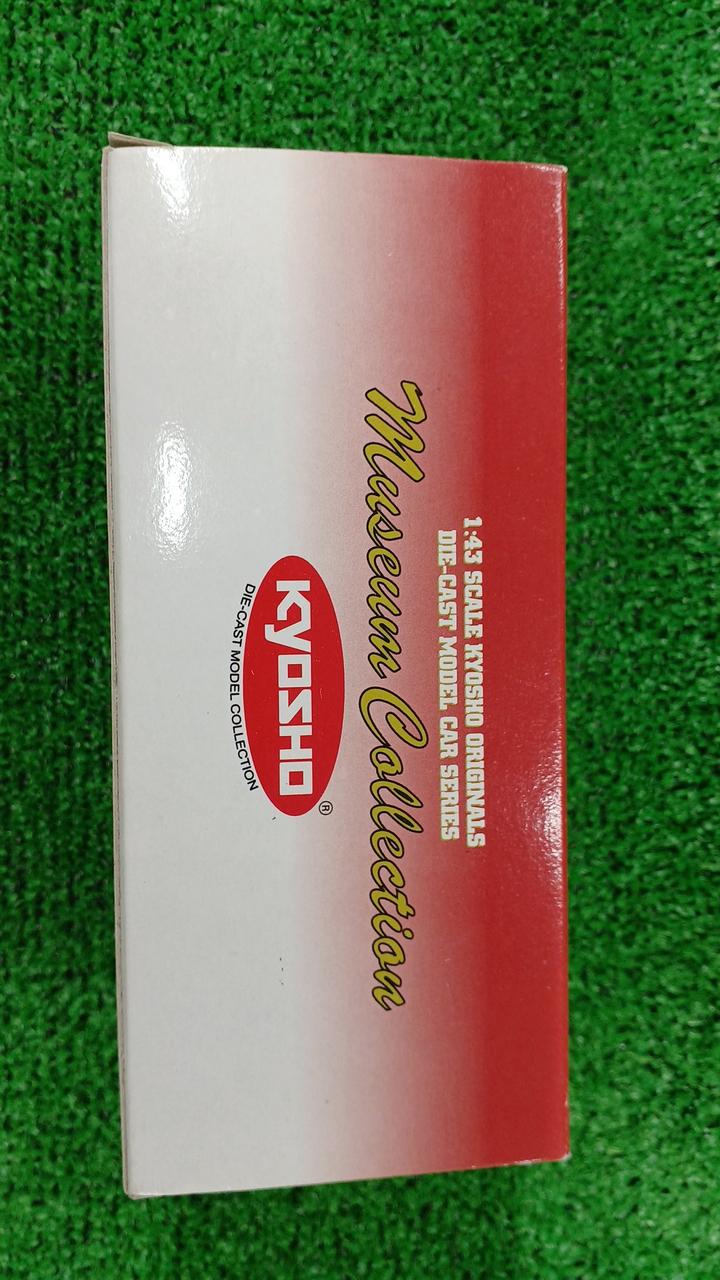 1:43 SCALE KYOSHO ORIGINALS
DIE-CAST MODEL CAR SERIES
Museum Collection
KYOSHO®
DIE-CAST MODEL COLLECTION